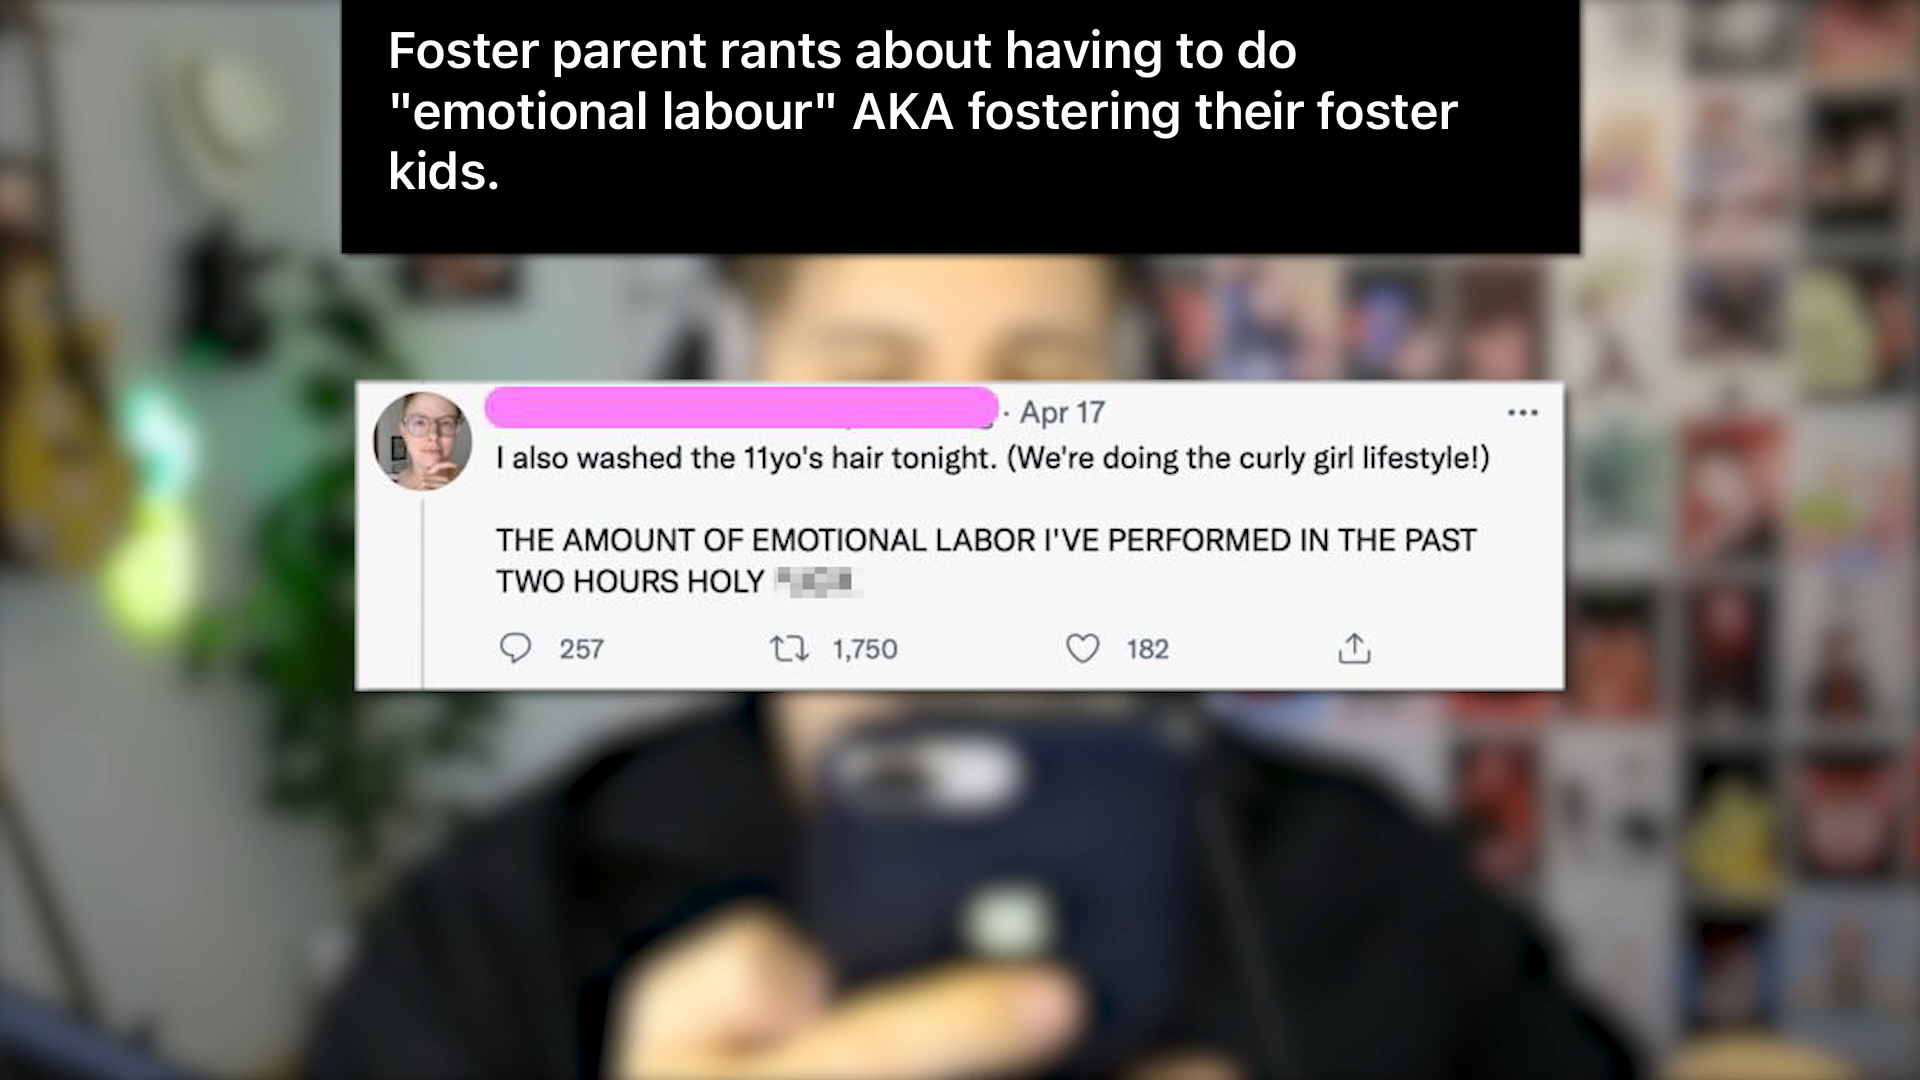 Foster parent rants about having to do
"emotional labour" AKA fostering their foster
kids.
· Apr 17
I also washed the 11yo's hair tonight. (We're doing the curly girl lifestyle!)
THE AMOUNT OF EMOTIONAL LABOR I'VE PERFORMED IN THE PAST
TWO HOURS HOLY
257 1,750 182